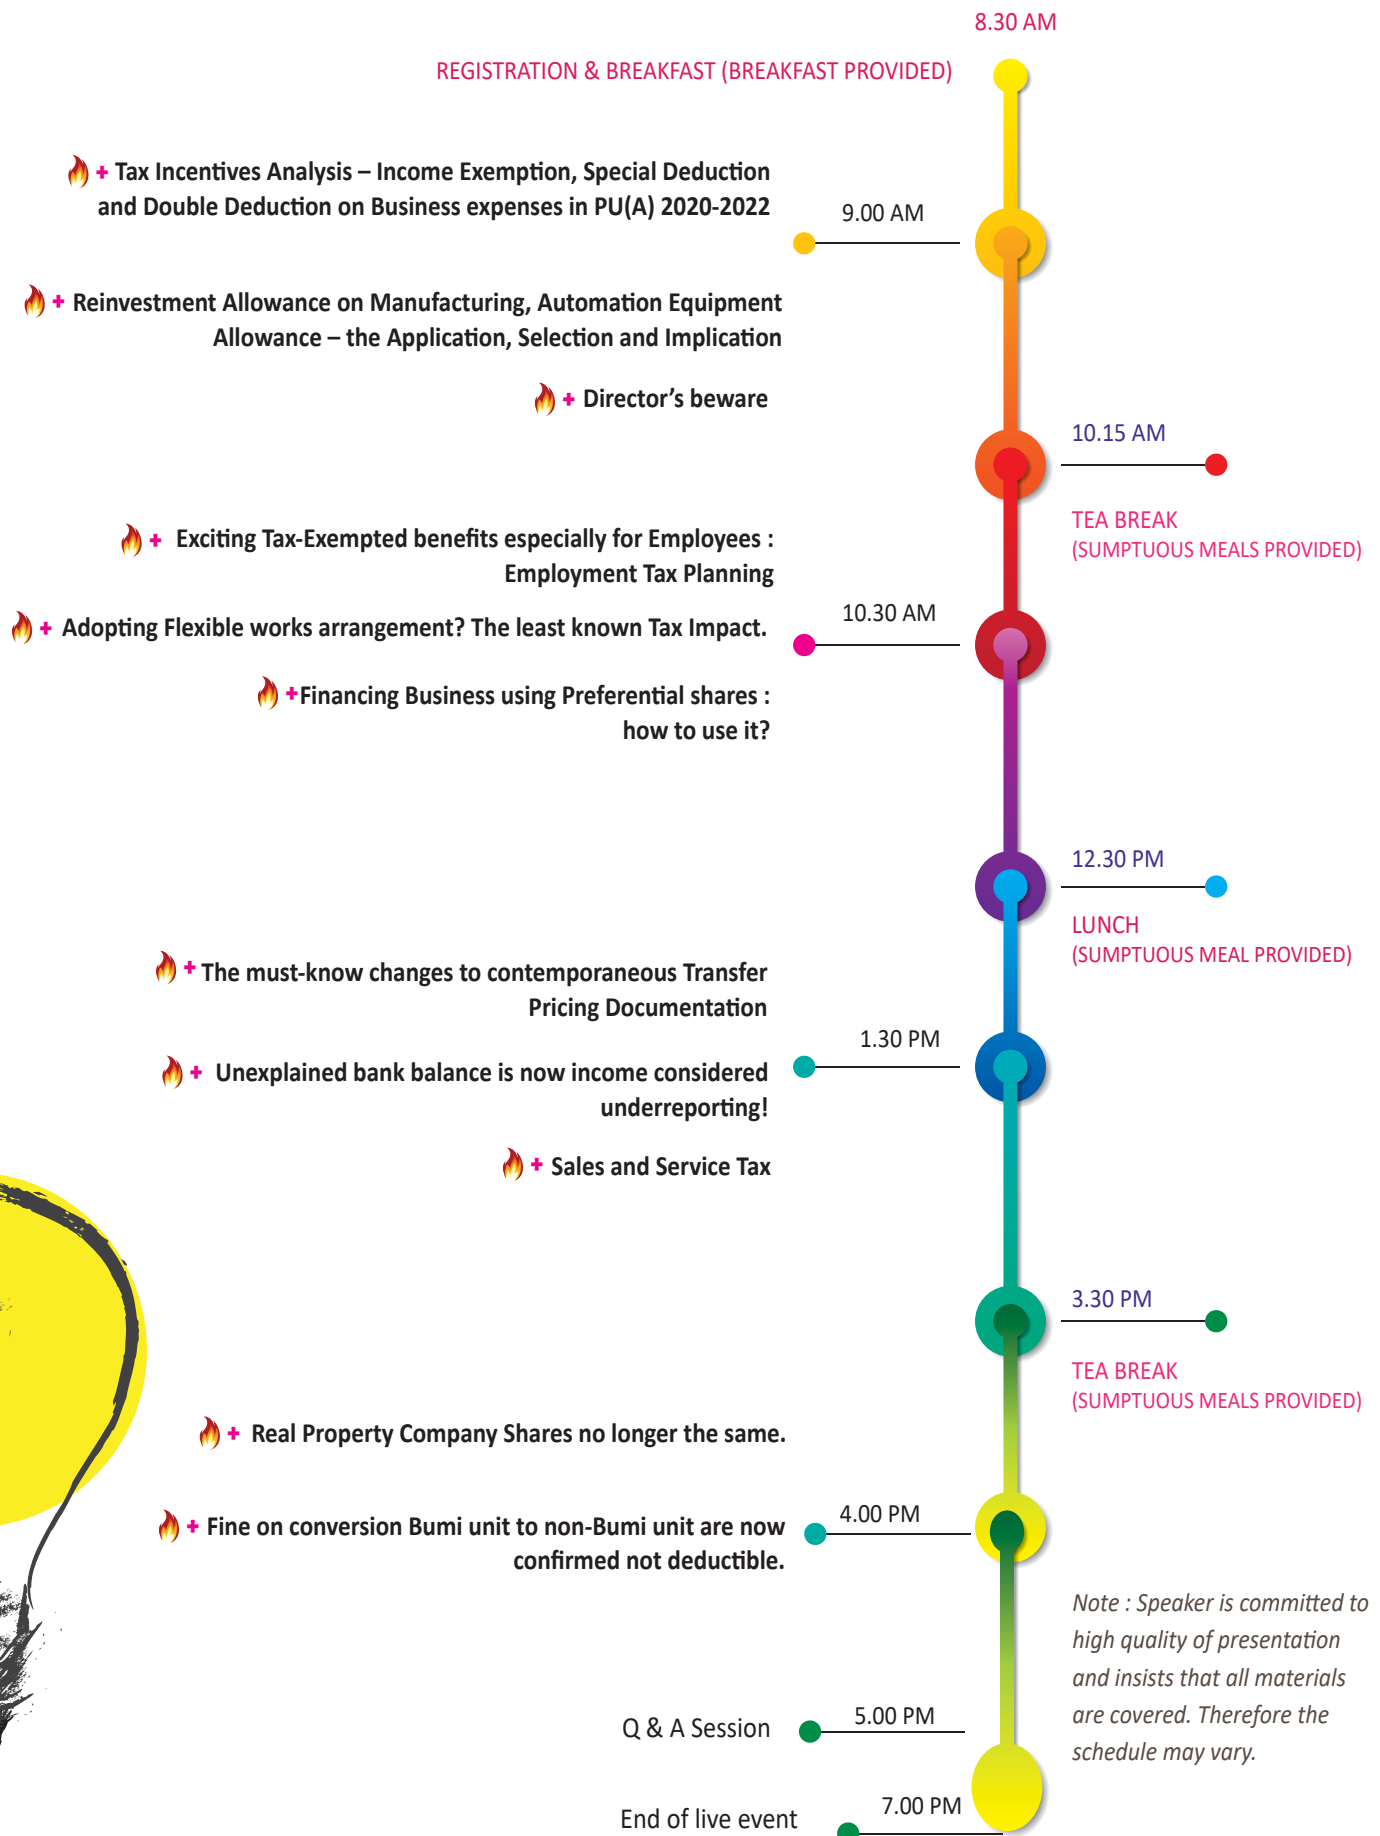 8.30 AM
REGISTRATION & BREAKFAST (BREAKFAST PROVIDED)
+ Tax Incentives Analysis – Income Exemption, Special Deduction
and Double Deduction on Business expenses in PU(A) 2020-2022
9.00 AM
+ Reinvestment Allowance on Manufacturing, Automation Equipment
Allowance – the Application, Selection and Implication
+ Director’s beware
10.15 AM
TEA BREAK
(SUMPTUOUS MEALS PROVIDED)
+ Exciting Tax-Exempted benefits especially for Employees :
Employment Tax Planning
10.30 AM
+ Adopting Flexible works arrangement? The least known Tax Impact.
+Financing Business using Preferential shares :
how to use it?
12.30 PM
LUNCH
(SUMPTUOUS MEAL PROVIDED)
+ The must-know changes to contemporaneous Transfer
Pricing Documentation
1.30 PM
+ Unexplained bank balance is now income considered
underreporting!
+ Sales and Service Tax
3.30 PM
TEA BREAK
(SUMPTUOUS MEALS PROVIDED)
+ Real Property Company Shares no longer the same.
4.00 PM
+ Fine on conversion Bumi unit to non-Bumi unit are now
confirmed not deductible.
Note : Speaker is committed to
high quality of presentation
and insists that all materials
are covered. Therefore the
schedule may vary.
5.00 PM
Q & A Session
7.00 PM
End of live event